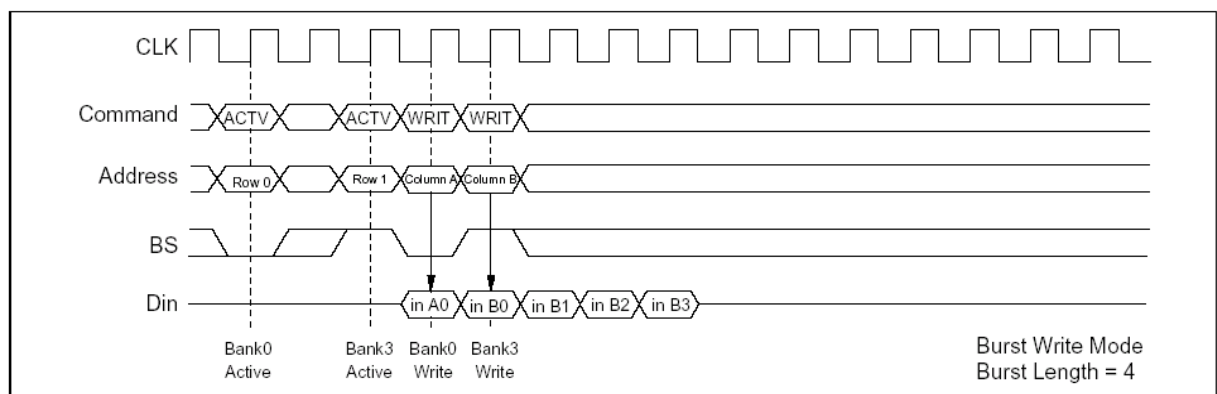 CLK
Command ACTV ACTV WRIT WRIT
Address Row 0 Row 1 Column A Column B
BS
Din in A0 in B0 in B1 in B2 in B3
Bank0 Bank3 Bank0 Bank3
Active Active Write Write
Burst Write Mode
Burst Length = 4